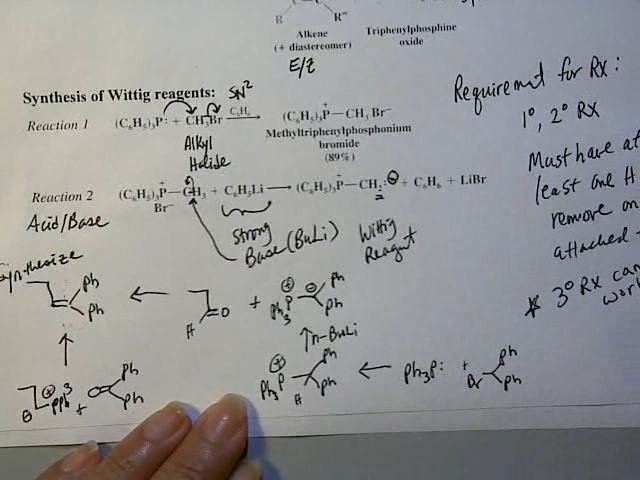 R R"
Alkene Triphenylphosphine
(+ diastereomer) oxide
E/Z
Synthesis of Wittig reagents: SN²
Requirement for RX:
Reaction 1 (C₆H₅)₃P: + CH₃Br C₆H₆ (C₆H₅)₃P⁺—CH₃ Br⁻
1°, 2° RX
Alkyl
Halide
Methyltriphenylphosphonium
bromide
(89%)
Must have at
least one H
remove on
attached
Reaction 2 (C₆H₅)₃P⁺—CH₃ + C₆H₅Li ⟶ (C₆H₅)₃P⁺—CH₂:⊖ + C₆H₆ + LiBr
Br⁻
Acid/Base
Strong
Base (BuLi)
Wittig
Reagent
* 3° RX can
work
Synthesize
Ph
Ph
← H O + Ph₃P⊕ ⊖ Ph
Ph
↑ n-BuLi
⊖ ⊕ PPh₃ + O Ph
Ph
⊕ Ph₃P H Ph
Ph
← Ph₃P: + Br Ph
Ph